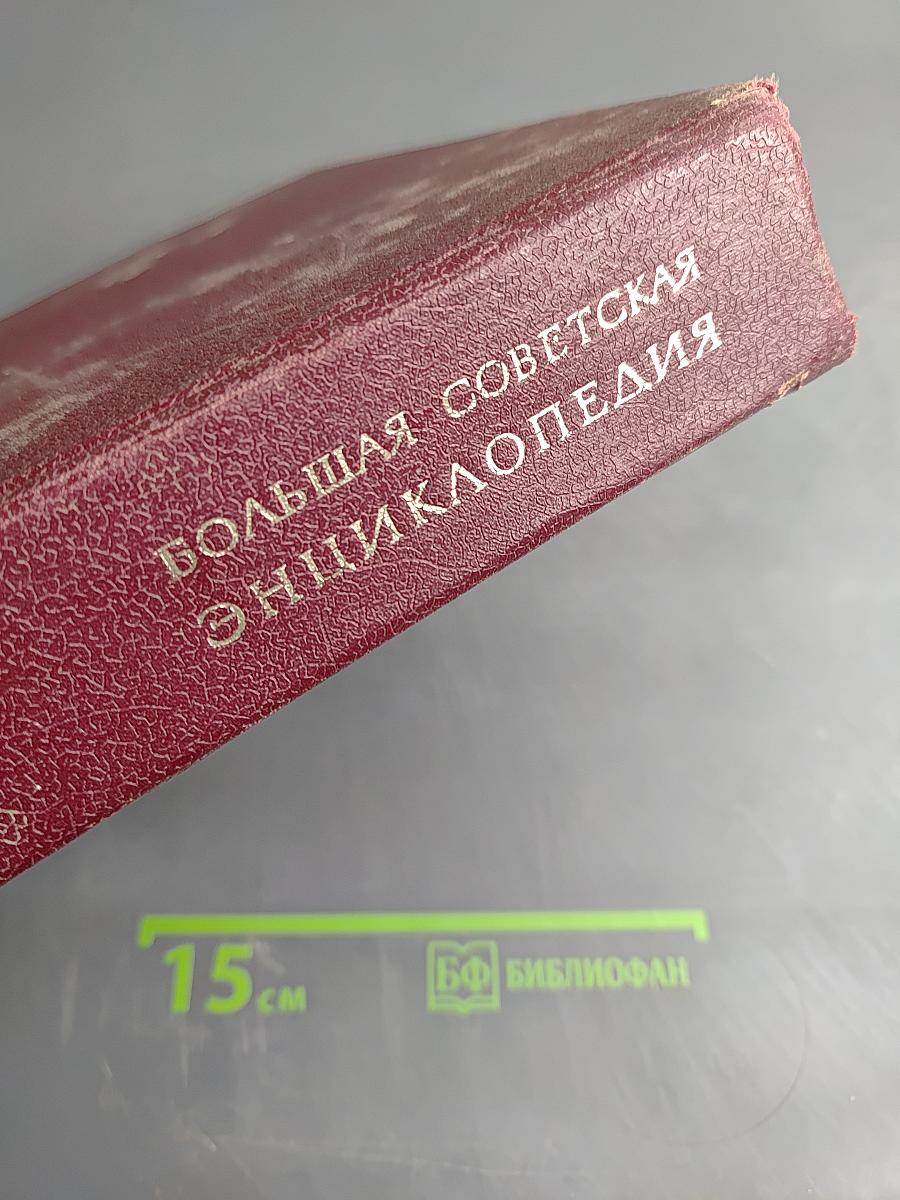 БОЛЬШАЯ СОВЕТСКАЯ
ЭНЦИКЛОПЕДИЯ
15 см
БФ БИБЛИОФАН